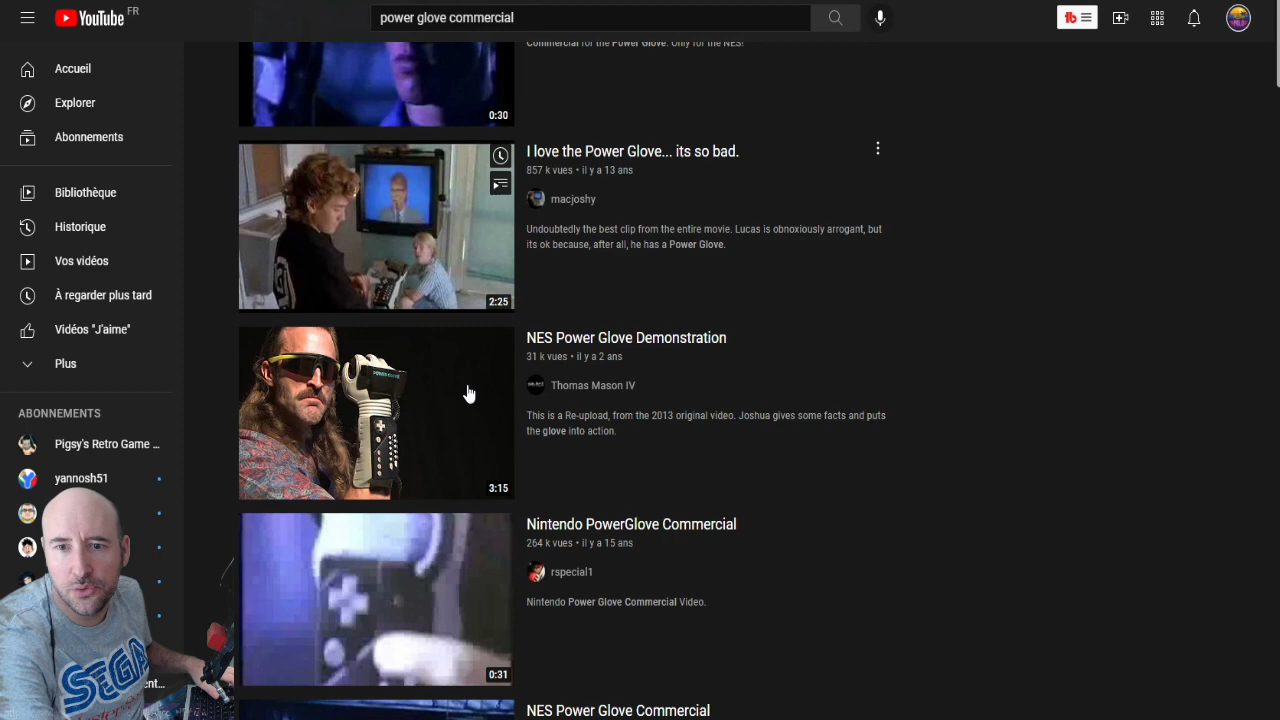 YouTube FR
power glove commercial
Accueil
Explorer
Abonnements
Bibliothèque
Historique
Vos vidéos
À regarder plus tard
Vidéos "J'aime"
Plus
ABONNEMENTS
Pigsy's Retro Game ...
yannosh51
ent...
SEGA
Commercial for the Power Glove. Only for the NES!
0:30
I love the Power Glove... its so bad.
857 k vues • il y a 13 ans
macjoshy
Undoubtedly the best clip from the entire movie. Lucas is obnoxiously arrogant, but
its ok because, after all, he has a Power Glove.
2:25
NES Power Glove Demonstration
31 k vues • il y a 2 ans
Thomas Mason IV
This is a Re-upload, from the 2013 original video. Joshua gives some facts and puts
the glove into action.
POWER GLOVE
3:15
Nintendo PowerGlove Commercial
264 k vues • il y a 15 ans
rspecial1
Nintendo Power Glove Commercial Video.
0:31
NES Power Glove Commercial